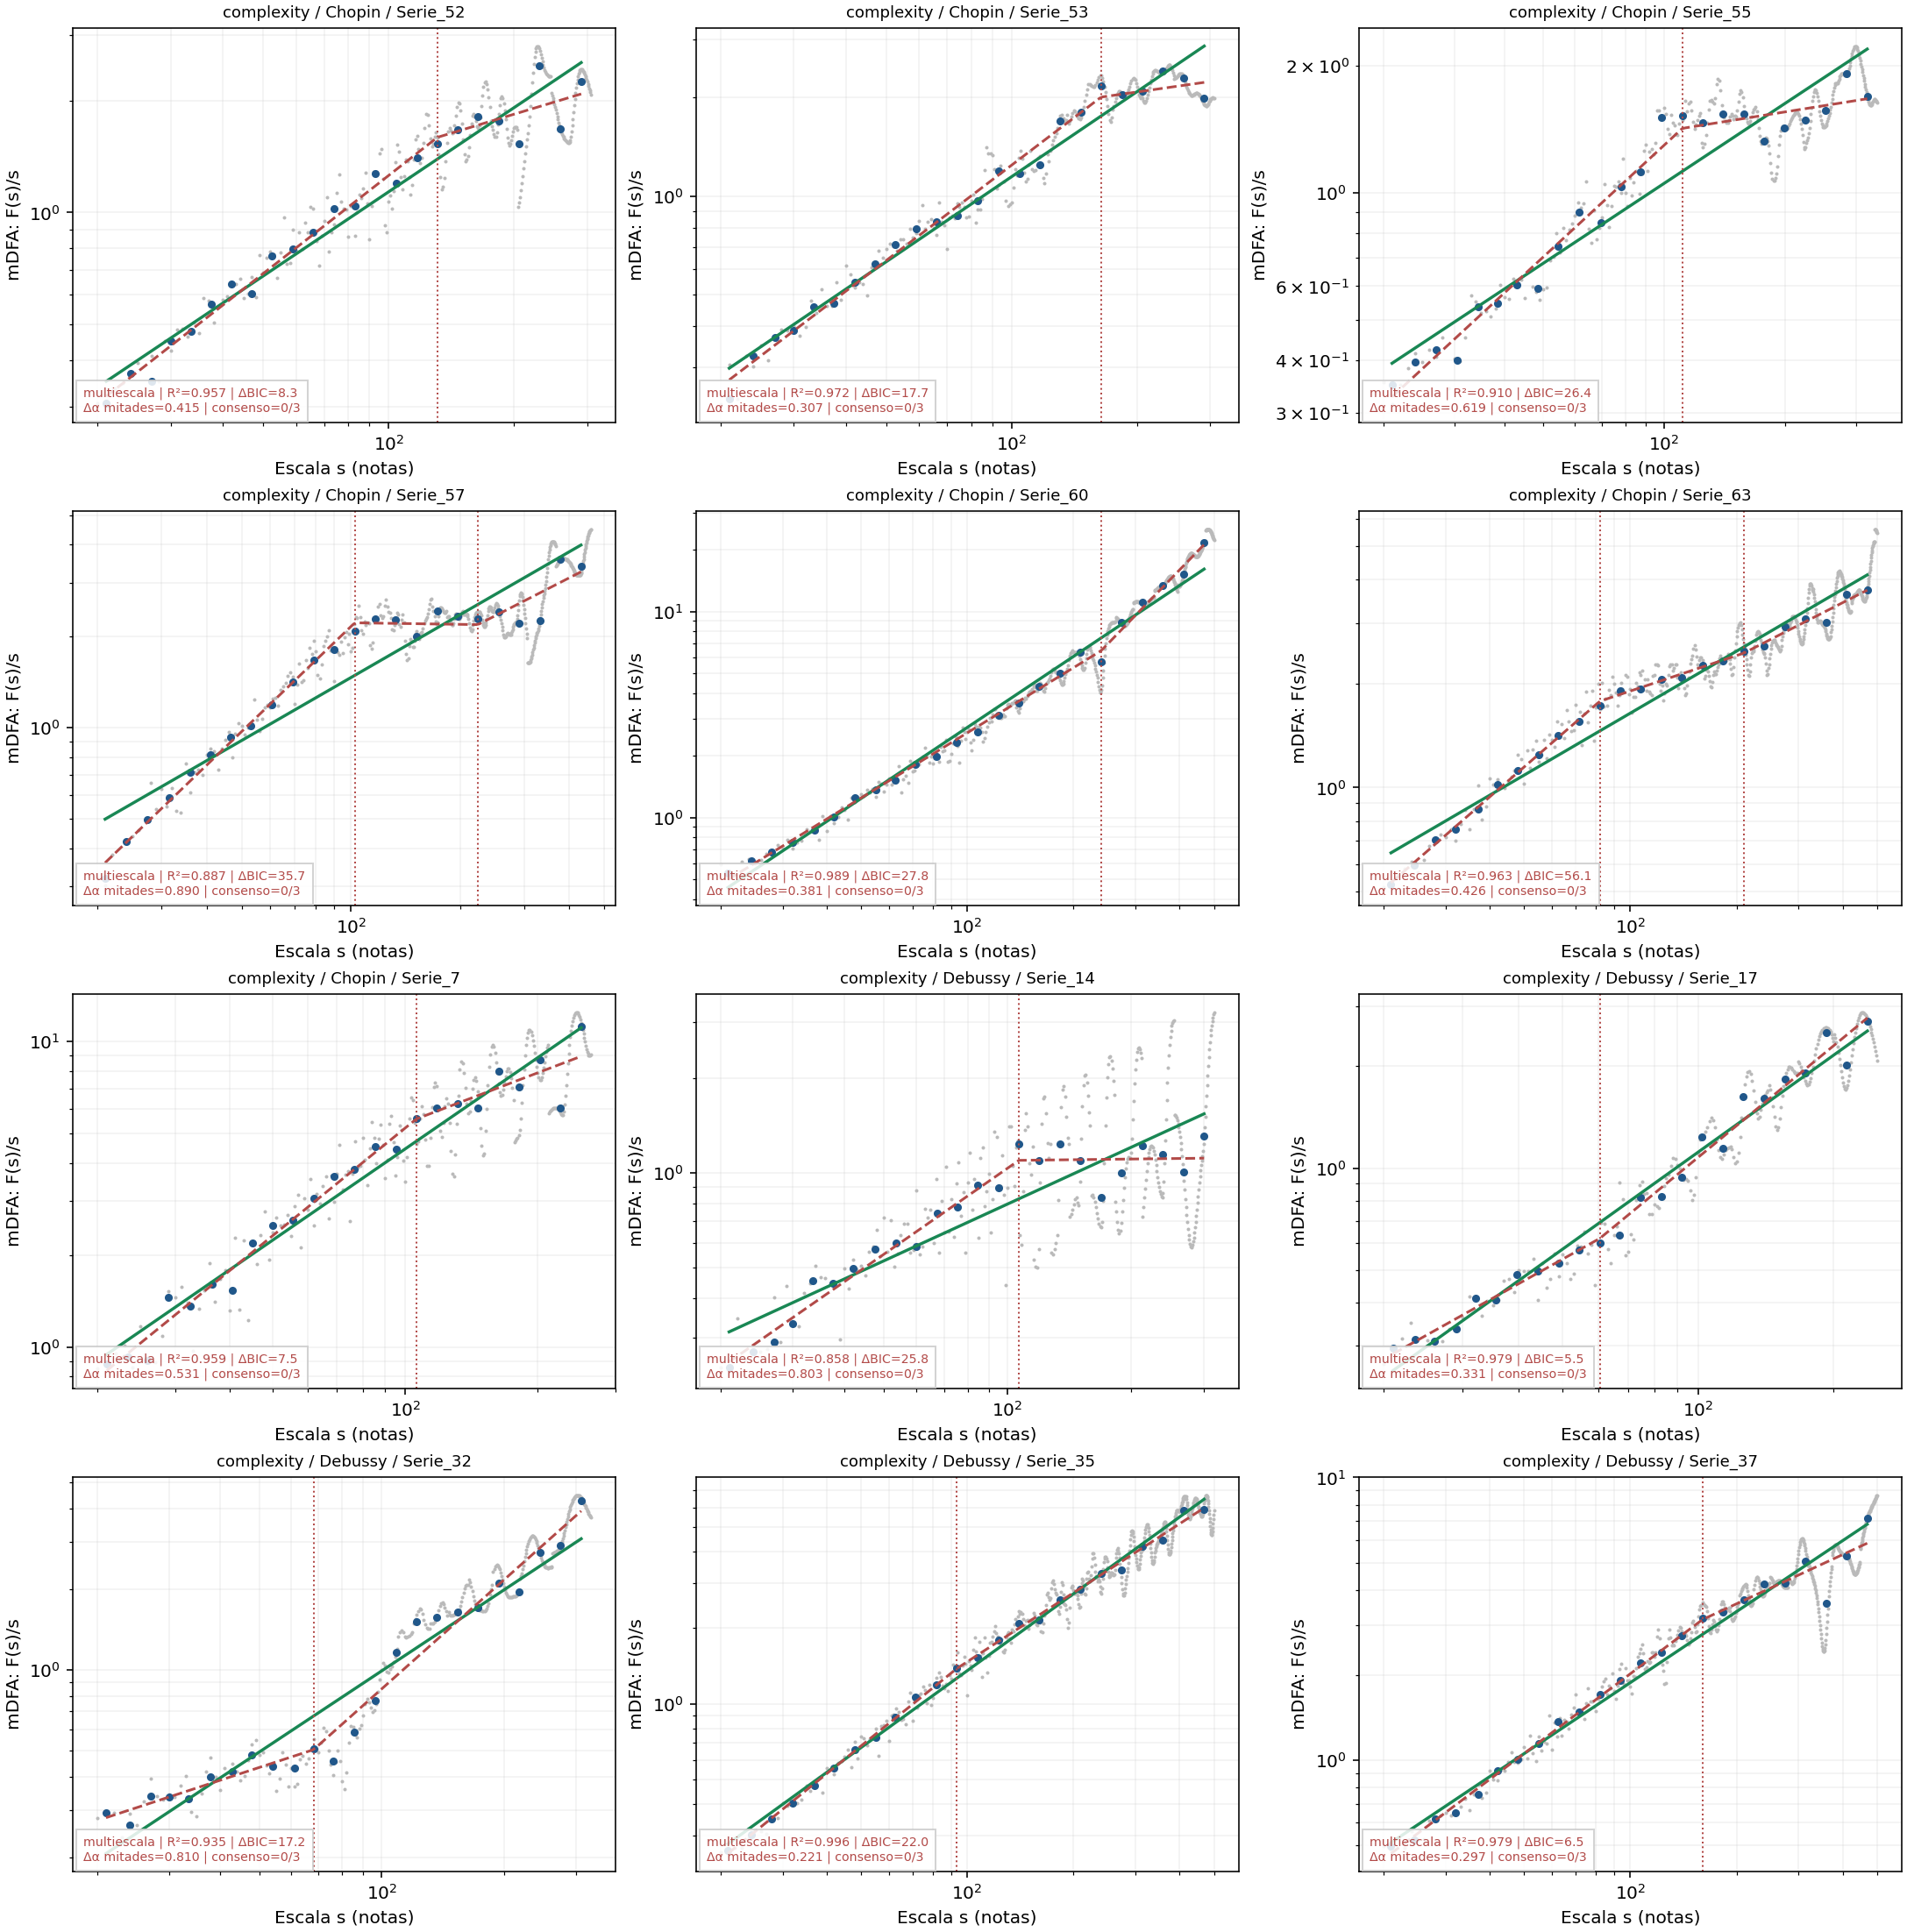 complexity / Chopin / Serie_52
mDFA: F(s)/s
10⁰
multiescala | R²=0.957 | ΔBIC=8.3
Δα mitades=0.415 | consenso=0/3
10²
Escala s (notas)
complexity / Chopin / Serie_53
mDFA: F(s)/s
10⁰
multiescala | R²=0.972 | ΔBIC=17.7
Δα mitades=0.307 | consenso=0/3
10²
Escala s (notas)
complexity / Chopin / Serie_55
mDFA: F(s)/s
2 × 10⁰
10⁰
6 × 10⁻¹
4 × 10⁻¹
3 × 10⁻¹
multiescala | R²=0.910 | ΔBIC=26.4
Δα mitades=0.619 | consenso=0/3
10²
Escala s (notas)
complexity / Chopin / Serie_57
mDFA: F(s)/s
10⁰
multiescala | R²=0.887 | ΔBIC=35.7
Δα mitades=0.890 | consenso=0/3
10²
Escala s (notas)
complexity / Chopin / Serie_60
mDFA: F(s)/s
10¹
10⁰
multiescala | R²=0.989 | ΔBIC=27.8
Δα mitades=0.381 | consenso=0/3
10²
Escala s (notas)
complexity / Chopin / Serie_63
mDFA: F(s)/s
10⁰
multiescala | R²=0.963 | ΔBIC=56.1
Δα mitades=0.426 | consenso=0/3
10²
Escala s (notas)
complexity / Chopin / Serie_7
mDFA: F(s)/s
10¹
10⁰
multiescala | R²=0.959 | ΔBIC=7.5
Δα mitades=0.531 | consenso=0/3
10²
Escala s (notas)
complexity / Debussy / Serie_14
mDFA: F(s)/s
10⁰
multiescala | R²=0.858 | ΔBIC=25.8
Δα mitades=0.803 | consenso=0/3
10²
Escala s (notas)
complexity / Debussy / Serie_17
mDFA: F(s)/s
10⁰
multiescala | R²=0.979 | ΔBIC=5.5
Δα mitades=0.331 | consenso=0/3
10²
Escala s (notas)
complexity / Debussy / Serie_32
mDFA: F(s)/s
10⁰
multiescala | R²=0.935 | ΔBIC=17.2
Δα mitades=0.810 | consenso=0/3
10²
Escala s (notas)
complexity / Debussy / Serie_35
mDFA: F(s)/s
10⁰
multiescala | R²=0.996 | ΔBIC=22.0
Δα mitades=0.221 | consenso=0/3
10²
Escala s (notas)
complexity / Debussy / Serie_37
mDFA: F(s)/s
10¹
10⁰
multiescala | R²=0.979 | ΔBIC=6.5
Δα mitades=0.297 | consenso=0/3
10²
Escala s (notas)